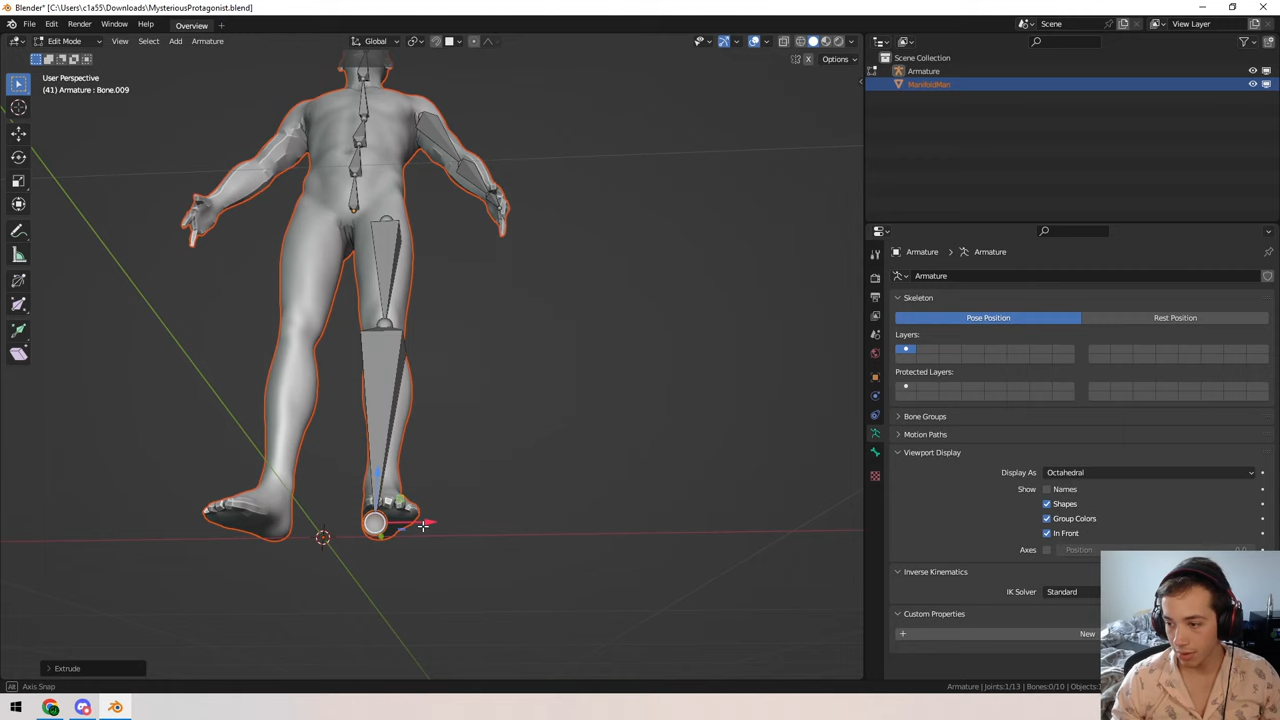 Blender* [C:\Users\c1a55\Downloads\MysteriousProtagonist.blend]
File Edit Render Window Help Overview
Scene View Layer
Edit Mode View Select Add Armature Global
X Options
User Perspective
(41) Armature : Bone.009
Scene Collection
Armature
ManifoldMan
Armature > Armature
Armature
Skeleton
Pose Position Rest Position
Layers:
Protected Layers:
Bone Groups
Motion Paths
Viewport Display
Display As Octahedral
Show Names
Shapes
Group Colors
In Front
Axes Position 0.0
Inverse Kinematics
IK Solver Standard
Custom Properties
New
Extrude
Alt Axis Snap
Armature | Joints:1/13 | Bones:0/10 | Objects: